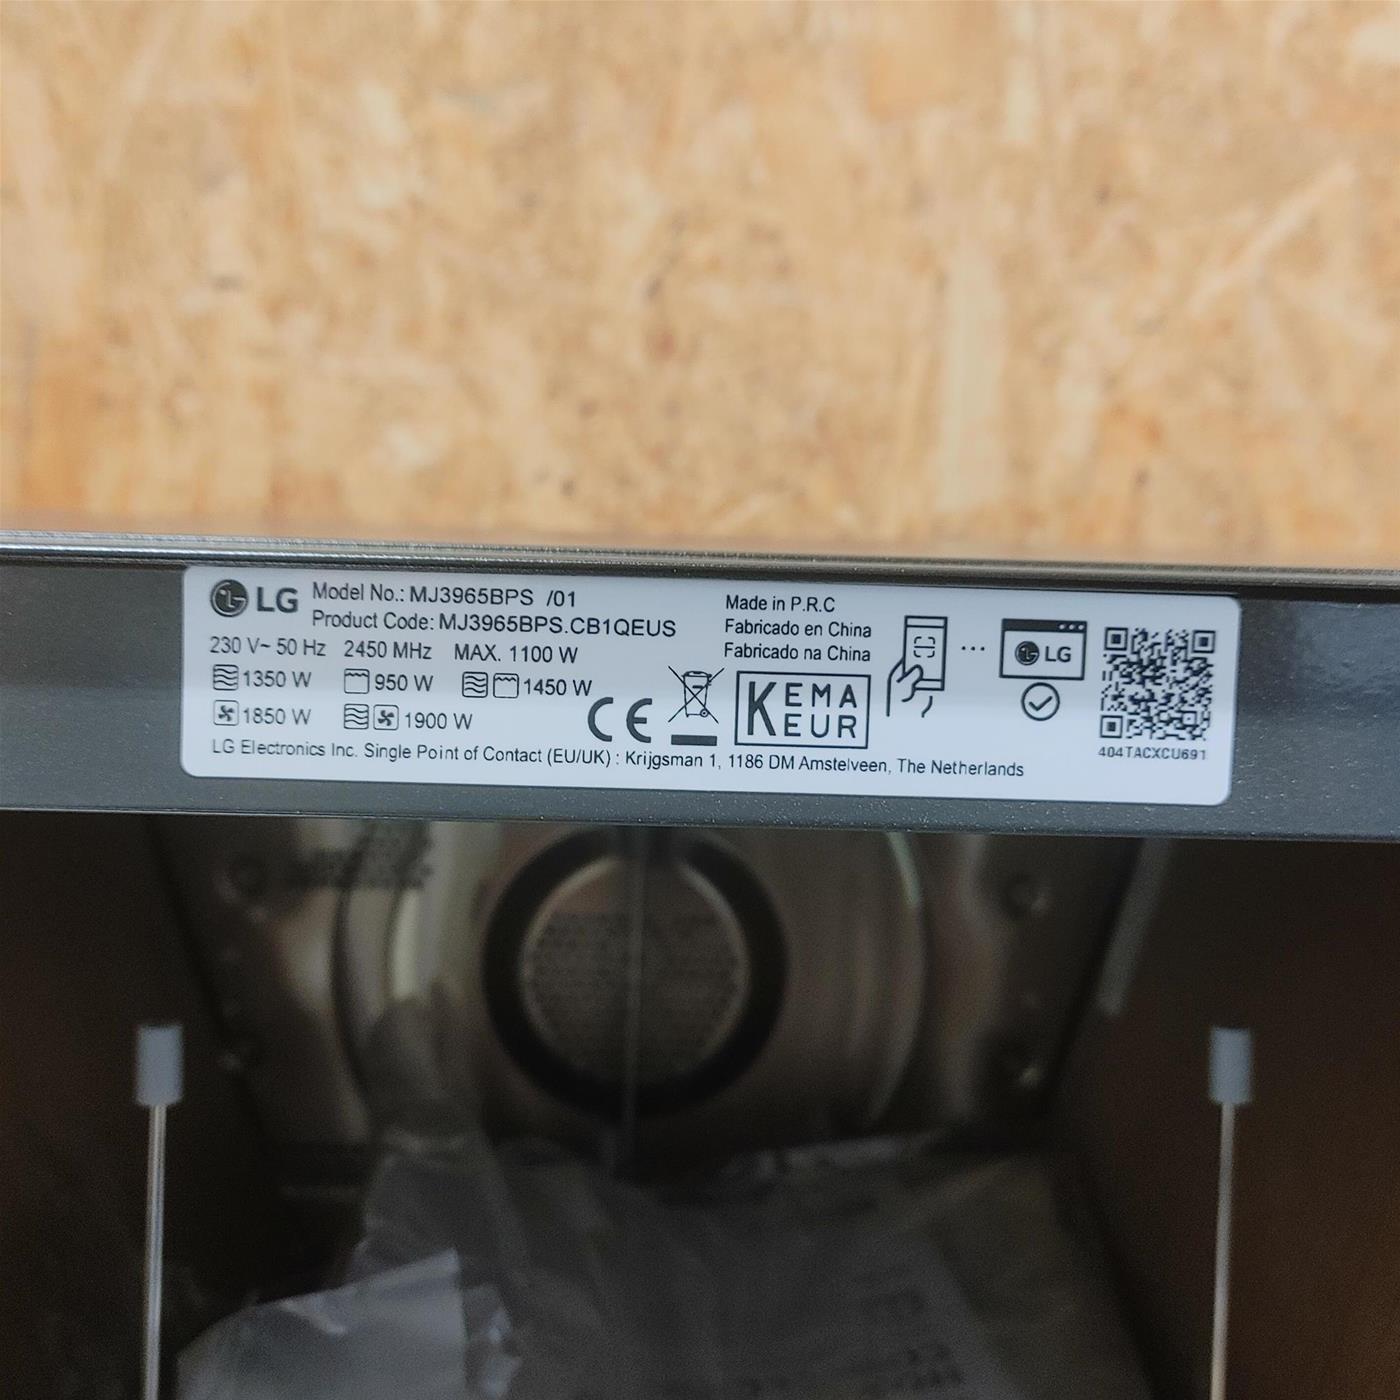 LG Model No.: MJ3965BPS /01
Product Code: MJ3965BPS.CB1QEUS
230 V~ 50 Hz 2450 MHz MAX. 1100 W
1350 W 950 W 1450 W
1850 W 1900 W
CE
Made in P.R.C
Fabricado en China
Fabricado na China
KEMA
KEUR
LG
404TACXCU691
LG Electronics Inc. Single Point of Contact (EU/UK) : Krijgsman 1, 1186 DM Amstelveen, The Netherlands